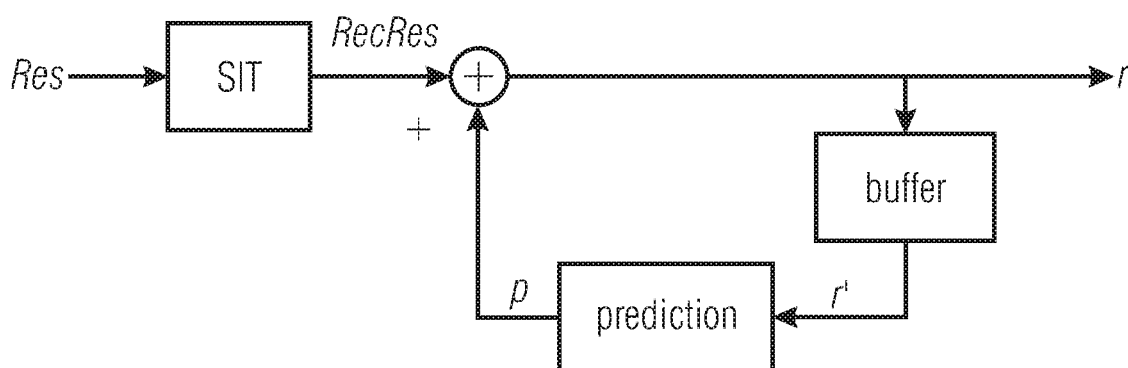 RecRes
Res
SIT
+
r
+
buffer
p
prediction
r'